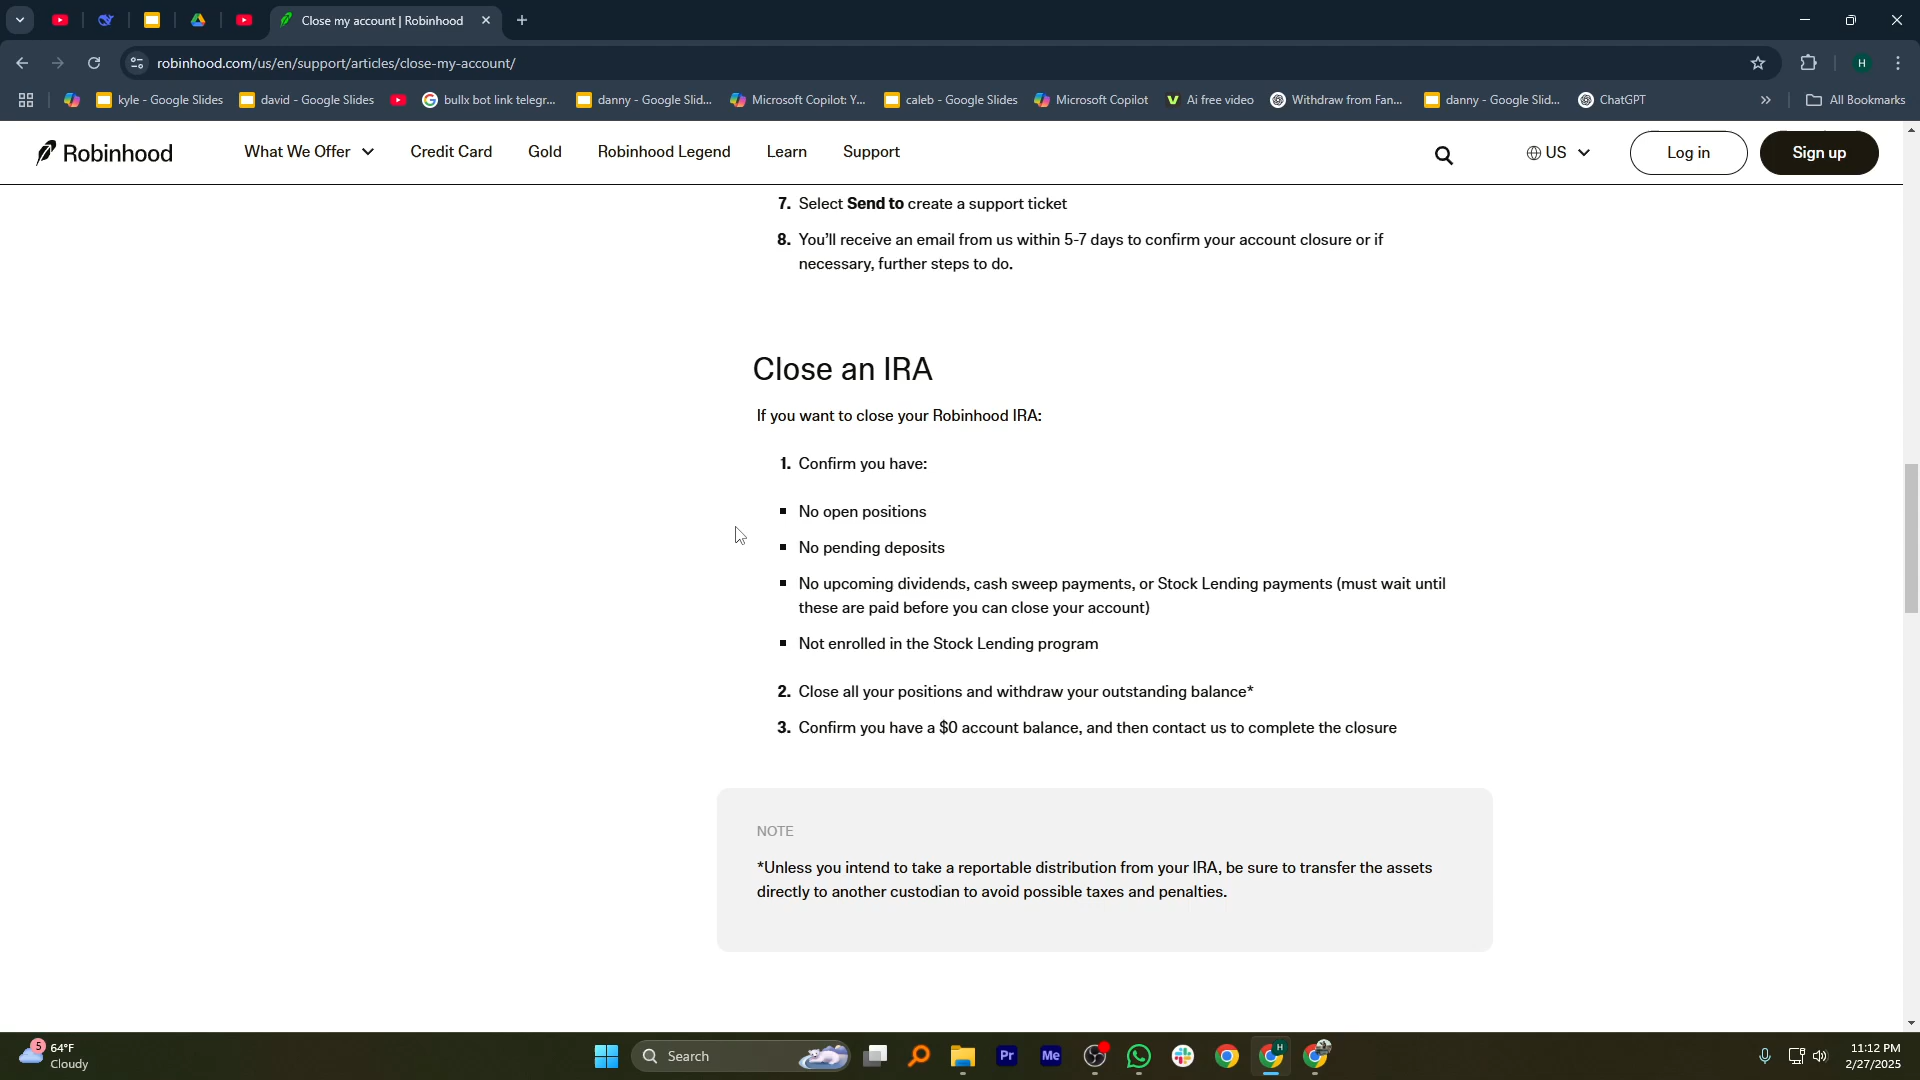 Close my account | Robinhood
robinhood.com/us/en/support/articles/close-my-account/
H
kyle - Google Slides
david - Google Slides
bullx bot link telegr...
danny - Google Slid...
Microsoft Copilot: Y...
caleb - Google Slides
Microsoft Copilot
Ai free video
Withdraw from Fan...
danny - Google Slid...
ChatGPT
All Bookmarks
Robinhood
What We Offer
Credit Card
Gold
Robinhood Legend
Learn
Support
US
Log in
Sign up
7. Select Send to create a support ticket
8. You'll receive an email from us within 5-7 days to confirm your account closure or if
necessary, further steps to do.
Close an IRA
If you want to close your Robinhood IRA:
1. Confirm you have:
No open positions
No pending deposits
No upcoming dividends, cash sweep payments, or Stock Lending payments (must wait until
these are paid before you can close your account)
Not enrolled in the Stock Lending program
2. Close all your positions and withdraw your outstanding balance*
3. Confirm you have a $0 account balance, and then contact us to complete the closure
NOTE
*Unless you intend to take a reportable distribution from your IRA, be sure to transfer the assets
directly to another custodian to avoid possible taxes and penalties.
5
64°F
Cloudy
Search
Pr
Me
H
11:12 PM
2/27/2025